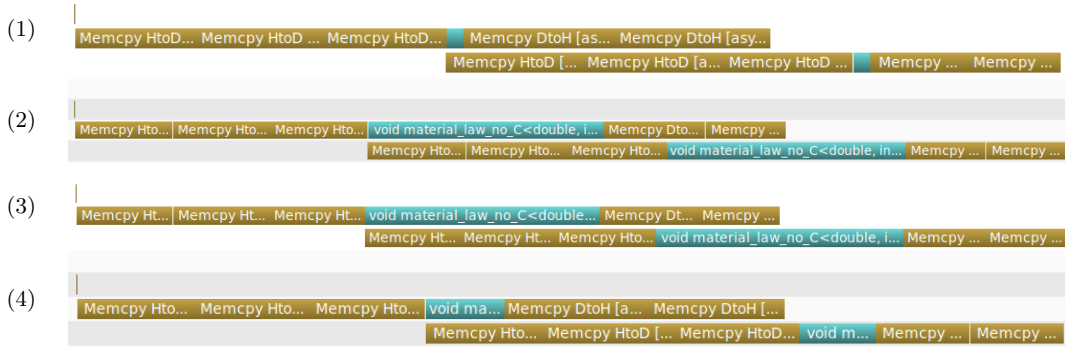 (1)
Memcpy HtoD... Memcpy HtoD ... Memcpy HtoD... Memcpy DtoH [as... Memcpy DtoH [asy...
Memcpy HtoD [... Memcpy HtoD [a... Memcpy HtoD ... Memcpy ... Memcpy ...
(2)
Memcpy Hto... Memcpy Hto... Memcpy Hto... void material_law_no_C<double, i... Memcpy Dto... Memcpy ...
Memcpy Hto... Memcpy Hto... Memcpy Hto... void material_law_no_C<double, in... Memcpy ... Memcpy ...
(3)
Memcpy Ht... Memcpy Ht... Memcpy Ht... void material_law_no_C<double... Memcpy Dt... Memcpy ...
Memcpy Ht... Memcpy Ht... Memcpy Hto... void material_law_no_C<double, i... Memcpy ... Memcpy ...
(4)
Memcpy Hto... Memcpy Hto... Memcpy Hto... void ma... Memcpy DtoH [a... Memcpy DtoH [...
Memcpy Hto... Memcpy HtoD [... Memcpy HtoD... void m... Memcpy ... Memcpy ...